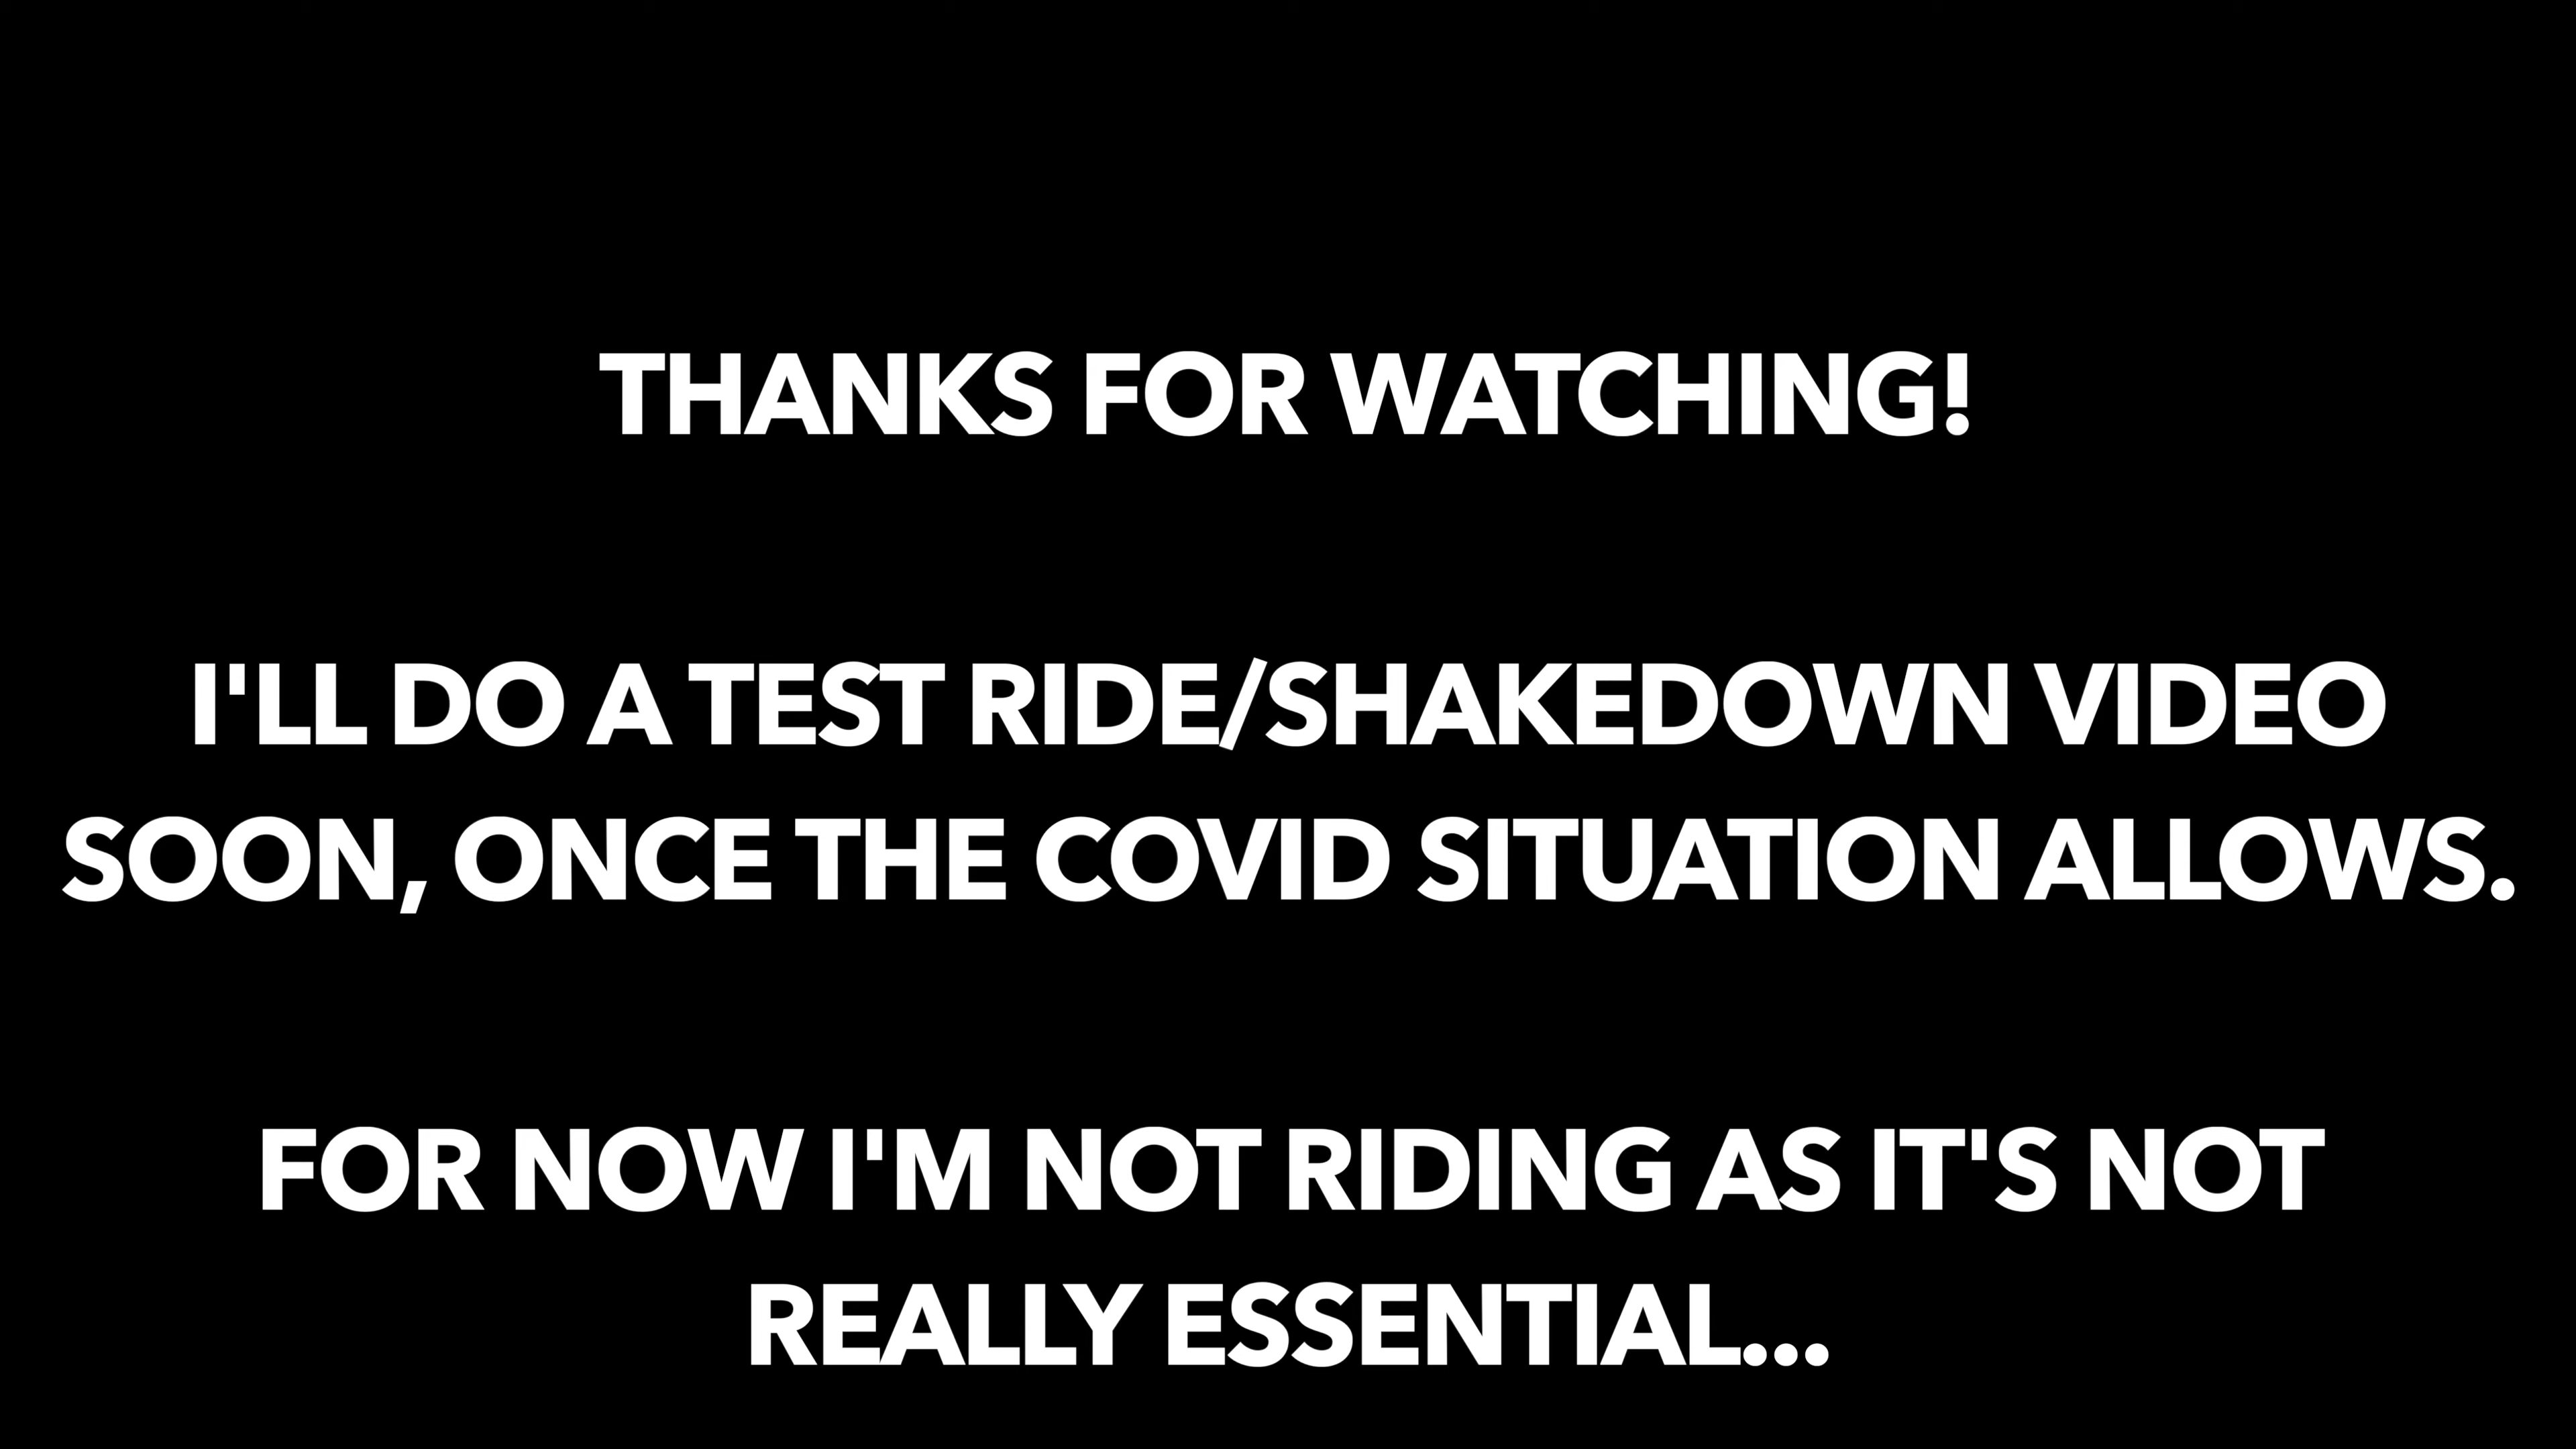 THANKS FOR WATCHING!
I'LL DO A TEST RIDE/SHAKEDOWN VIDEO
SOON, ONCE THE COVID SITUATION ALLOWS.
FOR NOW I'M NOT RIDING AS IT'S NOT
REALLY ESSENTIAL...